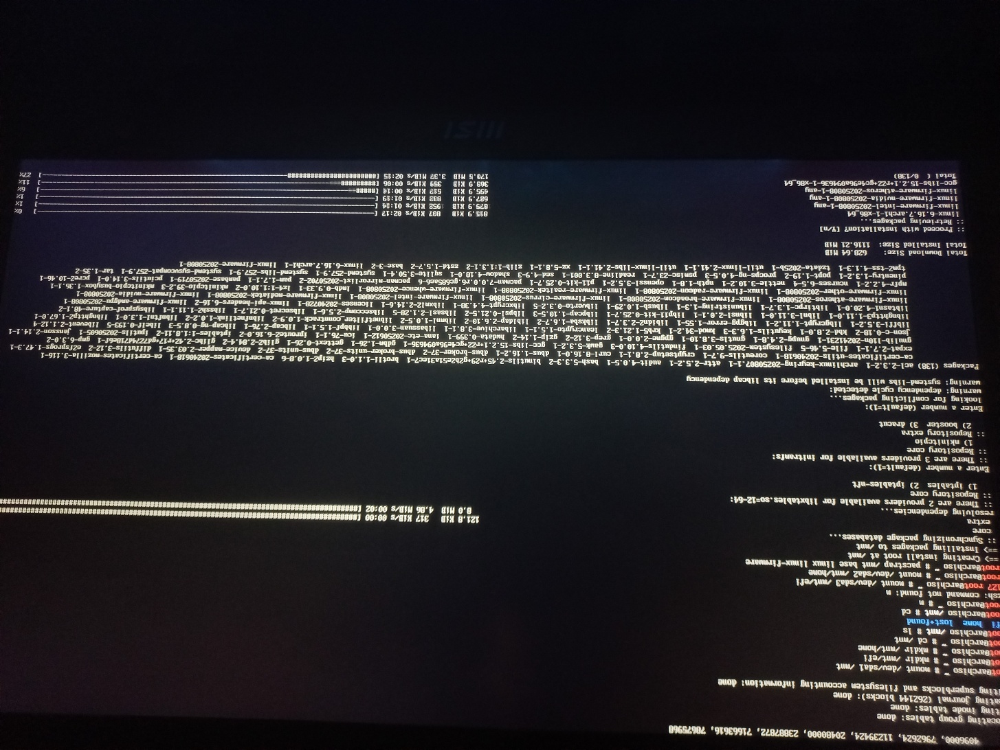 4096000, 7962624, 11239424, 20480000, 23887872, 71663616, 78675968
ocating group tables: done
ting inode tables: done
eating journal (262144 blocks): done
iting superblocks and filesystem accounting information: done
ot@archiso ~ # mount /dev/sda1 /mnt
ot@archiso ~ # mkdir /mnt/efi
ot@archiso ~ # mkdir /mnt/home
oot@archiso ~ # cd /mnt
oot@archiso /mnt # ls
fi home lost+found
oot@archiso /mnt # cd
oot@archiso ~ # m
zsh: command not found: m
127 root@archiso ~ # mount /dev/sda3 /mnt/efi
root@archiso ~ # mount /dev/sda2 /mnt/home
root@archiso ~ # pacstrap /mnt base linux linux-firmware
==> Creating install root at /mnt
==> Installing packages to /mnt
:: Synchronizing package databases...
core 121.8 KiB 317 KiB/s 00:00 [################
extra 8.0 MiB 4.86 MiB/s 00:02 [################
resolving dependencies...
:: There are 2 providers available for libxtables.so=12-64:
:: Repository core
1) iptables 2) iptables-nft
Enter a number (default=1):
:: There are 3 providers available for initramfs:
:: Repository core
1) mkinitcpio
:: Repository extra
2) booster 3) dracut
Enter a number (default=1):
looking for conflicting packages...
warning: dependency cycle detected:
warning: systemd-libs will be installed before its libcap dependency
Packages (138) acl-2.3.2-1 archlinux-keyring-20250807.1-1 attr-2.5.2-1 audit-4.0.5-1 bash-5.3.3-2 binutils-2.45+r29+g2b2e51a31ec7-1 brotli-1.1.0-3 bzip2-1.0.8-6 ca-certificates-20240618-1 ca-certificates-mozilla-3.116-1
ca-certificates-utils-20240618-1 coreutils-9.7-1 cryptsetup-2.8.1-1 curl-8.16.0-1 dbus-1.16.2-1 dbus-broker-37-2 dbus-broker-units-37-2 dbus-units-37-2 device-mapper-2.03.35-1 diffutils-3.12-2 e2fsprogs-1.47.3-1
expat-2.7.1-1 file-5.46-5 filesystem-2025.05.03-1 findutils-4.10.0-3 gawk-5.3.2-1 gcc-libs-15.2.1+r22+gc4e96a094636-1 gdbm-1.26-1 gettext-0.26-1 glib2-2.84.4-2 glibc-2.42+r17+gd7274d718e6f-1 gmp-6.3.0-2
gnulib-l10n-20241231-1 gnupg-2.4.8-1 gnutls-3.8.10-1 gpgme-2.0.0-1 grep-3.12-2 gzip-1.14-2 hwdata-0.399-1 iana-etc-20250612-1 icu-76.1-1 iproute2-6.16.0-2 iptables-1:1.8.11-2 iputils-20250605-1 jansson-2.14.1-1
json-c-0.18-2 kbd-2.8.0-1 keyutils-1.6.3-3 kmod-34.2-1 krb5-1.21.3-2 leancrypto-1.5.1-1 libarchive-3.8.1-1 libassuan-3.0.0-1 libbpf-1.5.1-1 libcap-2.76-1 libcap-ng-0.8.5-3 libelf-0.193-5 libevent-2.1.12-4
libffi-3.5.2-1 libgcrypt-1.11.2-1 libgpg-error-1.55-1 libidn2-2.3.7-1 libksba-1.6.7-2 libldap-2.6.10-2 libmnl-1.0.5-2 libnetfilter_conntrack-1.0.9-2 libnfnetlink-1.0.2-2 libnftnl-1.3.0-1 libnghttp2-1.67.0-1
libnghttp3-1.11.0-1 libnl-3.11.0-1 libnsl-2.0.1-1 libp11-kit-0.25.7-1 libpcap-1.10.5-3 libpsl-0.21.5-2 libsasl-2.1.28-5 libseccomp-2.5.6-1 libsecret-0.21.7-1 libssh2-1.11.1-1 libsysprof-capture-48.1-2
libtasn1-4.20.0-1 libtirpc-1.3.7-1 libunistring-1.3-1 libusb-1.0.29-1 libverto-0.3.2-5 libxcrypt-4.4.38-1 libxml2-2.14.6-1 licenses-20240728-1 linux-api-headers-6.16-2 linux-firmware-amdgpu-20250808-1
linux-firmware-atheros-20250808-1 linux-firmware-broadcom-20250808-1 linux-firmware-cirrus-20250808-1 linux-firmware-intel-20250808-1 linux-firmware-mediatek-20250808-1 linux-firmware-nvidia-20250808-1
linux-firmware-other-20250808-1 linux-firmware-radeon-20250808-1 linux-firmware-realtek-20250808-1 linux-firmware-whence-20250808-1 lmdb-0.9.33-1 lz4-1:1.10.0-2 mkinitcpio-39.2-3 mkinitcpio-busybox-1.36.1-1
mpfr-4.2.2-1 ncurses-6.5-4 nettle-3.10.2-1 npth-1.8-1 openssl-3.5.2-1 p11-kit-0.25.7-1 pacman-7.0.0.r6.gc685ae6-6 pacman-mirrorlist-20250702-2 pam-1.7.1-1 pambase-20250719-1 pciutils-3.14.0-1 pcre2-10.46-1
pinentry-1.3.2-1 popt-1.19-2 procps-ng-4.0.5-3 psmisc-23.7-1 readline-8.3.001-1 sed-4.9-3 shadow-4.18.0-1 sqlite-3.50.4-1 systemd-257.9-1 systemd-libs-257.9-1 systemd-sysvcompat-257.9-1 tar-1.35-2
tpm2-tss-4.1.3-1 tzdata-2025b-1 util-linux-2.41.1-1 util-linux-libs-2.41.1-1 xz-5.8.1-1 zlib-1:1.3.1-2 zstd-1.5.7-2 base-3-2 linux-6.16.7.arch1-1 linux-firmware-20250808-1
Total Download Size: 628.64 MiB
Total Installed Size: 1116.21 MiB
:: Proceed with installation? [Y/n]
:: Retrieving packages...
linux-6.16.7.arch1-1-x86_64 815.9 KiB 837 KiB/s 02:17 [----------------] 0%
linux-firmware-intel-20250808-1-any 879.9 KiB 952 KiB/s 01:14 [----------------] 1%
linux-firmware-nvidia-20250808-1-any 687.9 KiB 832 KiB/s 01:19 [----------------] 1%
linux-firmware-atheros-20250808-1-any 495.9 KiB 527 KiB/s 00:14 [####------------] 6%
gcc-libs-15.2.1+r22+gc4e96a094636-1-x86_64 303.9 KiB 359 KiB/s 00:06 [########--------] 11%
Total ( 0/138) 170.5 MiB 3.37 MiB/s 02:15 [################--------] 27%
msi